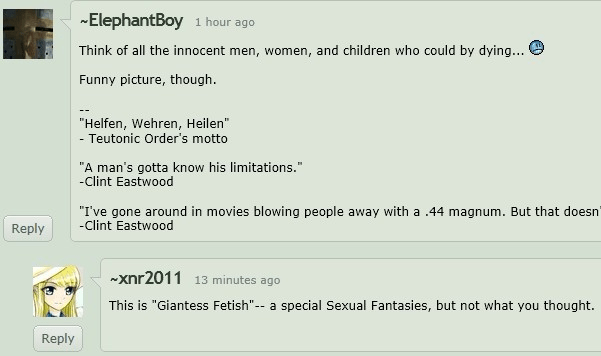 ~ElephantBoy 1 hour ago
Think of all the innocent men, women, and children who could by dying...
Funny picture, though.
--
"Helfen, Wehren, Heilen"
- Teutonic Order's motto
"A man's gotta know his limitations."
-Clint Eastwood
"I've gone around in movies blowing people away with a .44 magnum. But that doesn'
-Clint Eastwood
Reply
~xnr2011 13 minutes ago
This is "Giantess Fetish"-- a special Sexual Fantasies, but not what you thought.
Reply